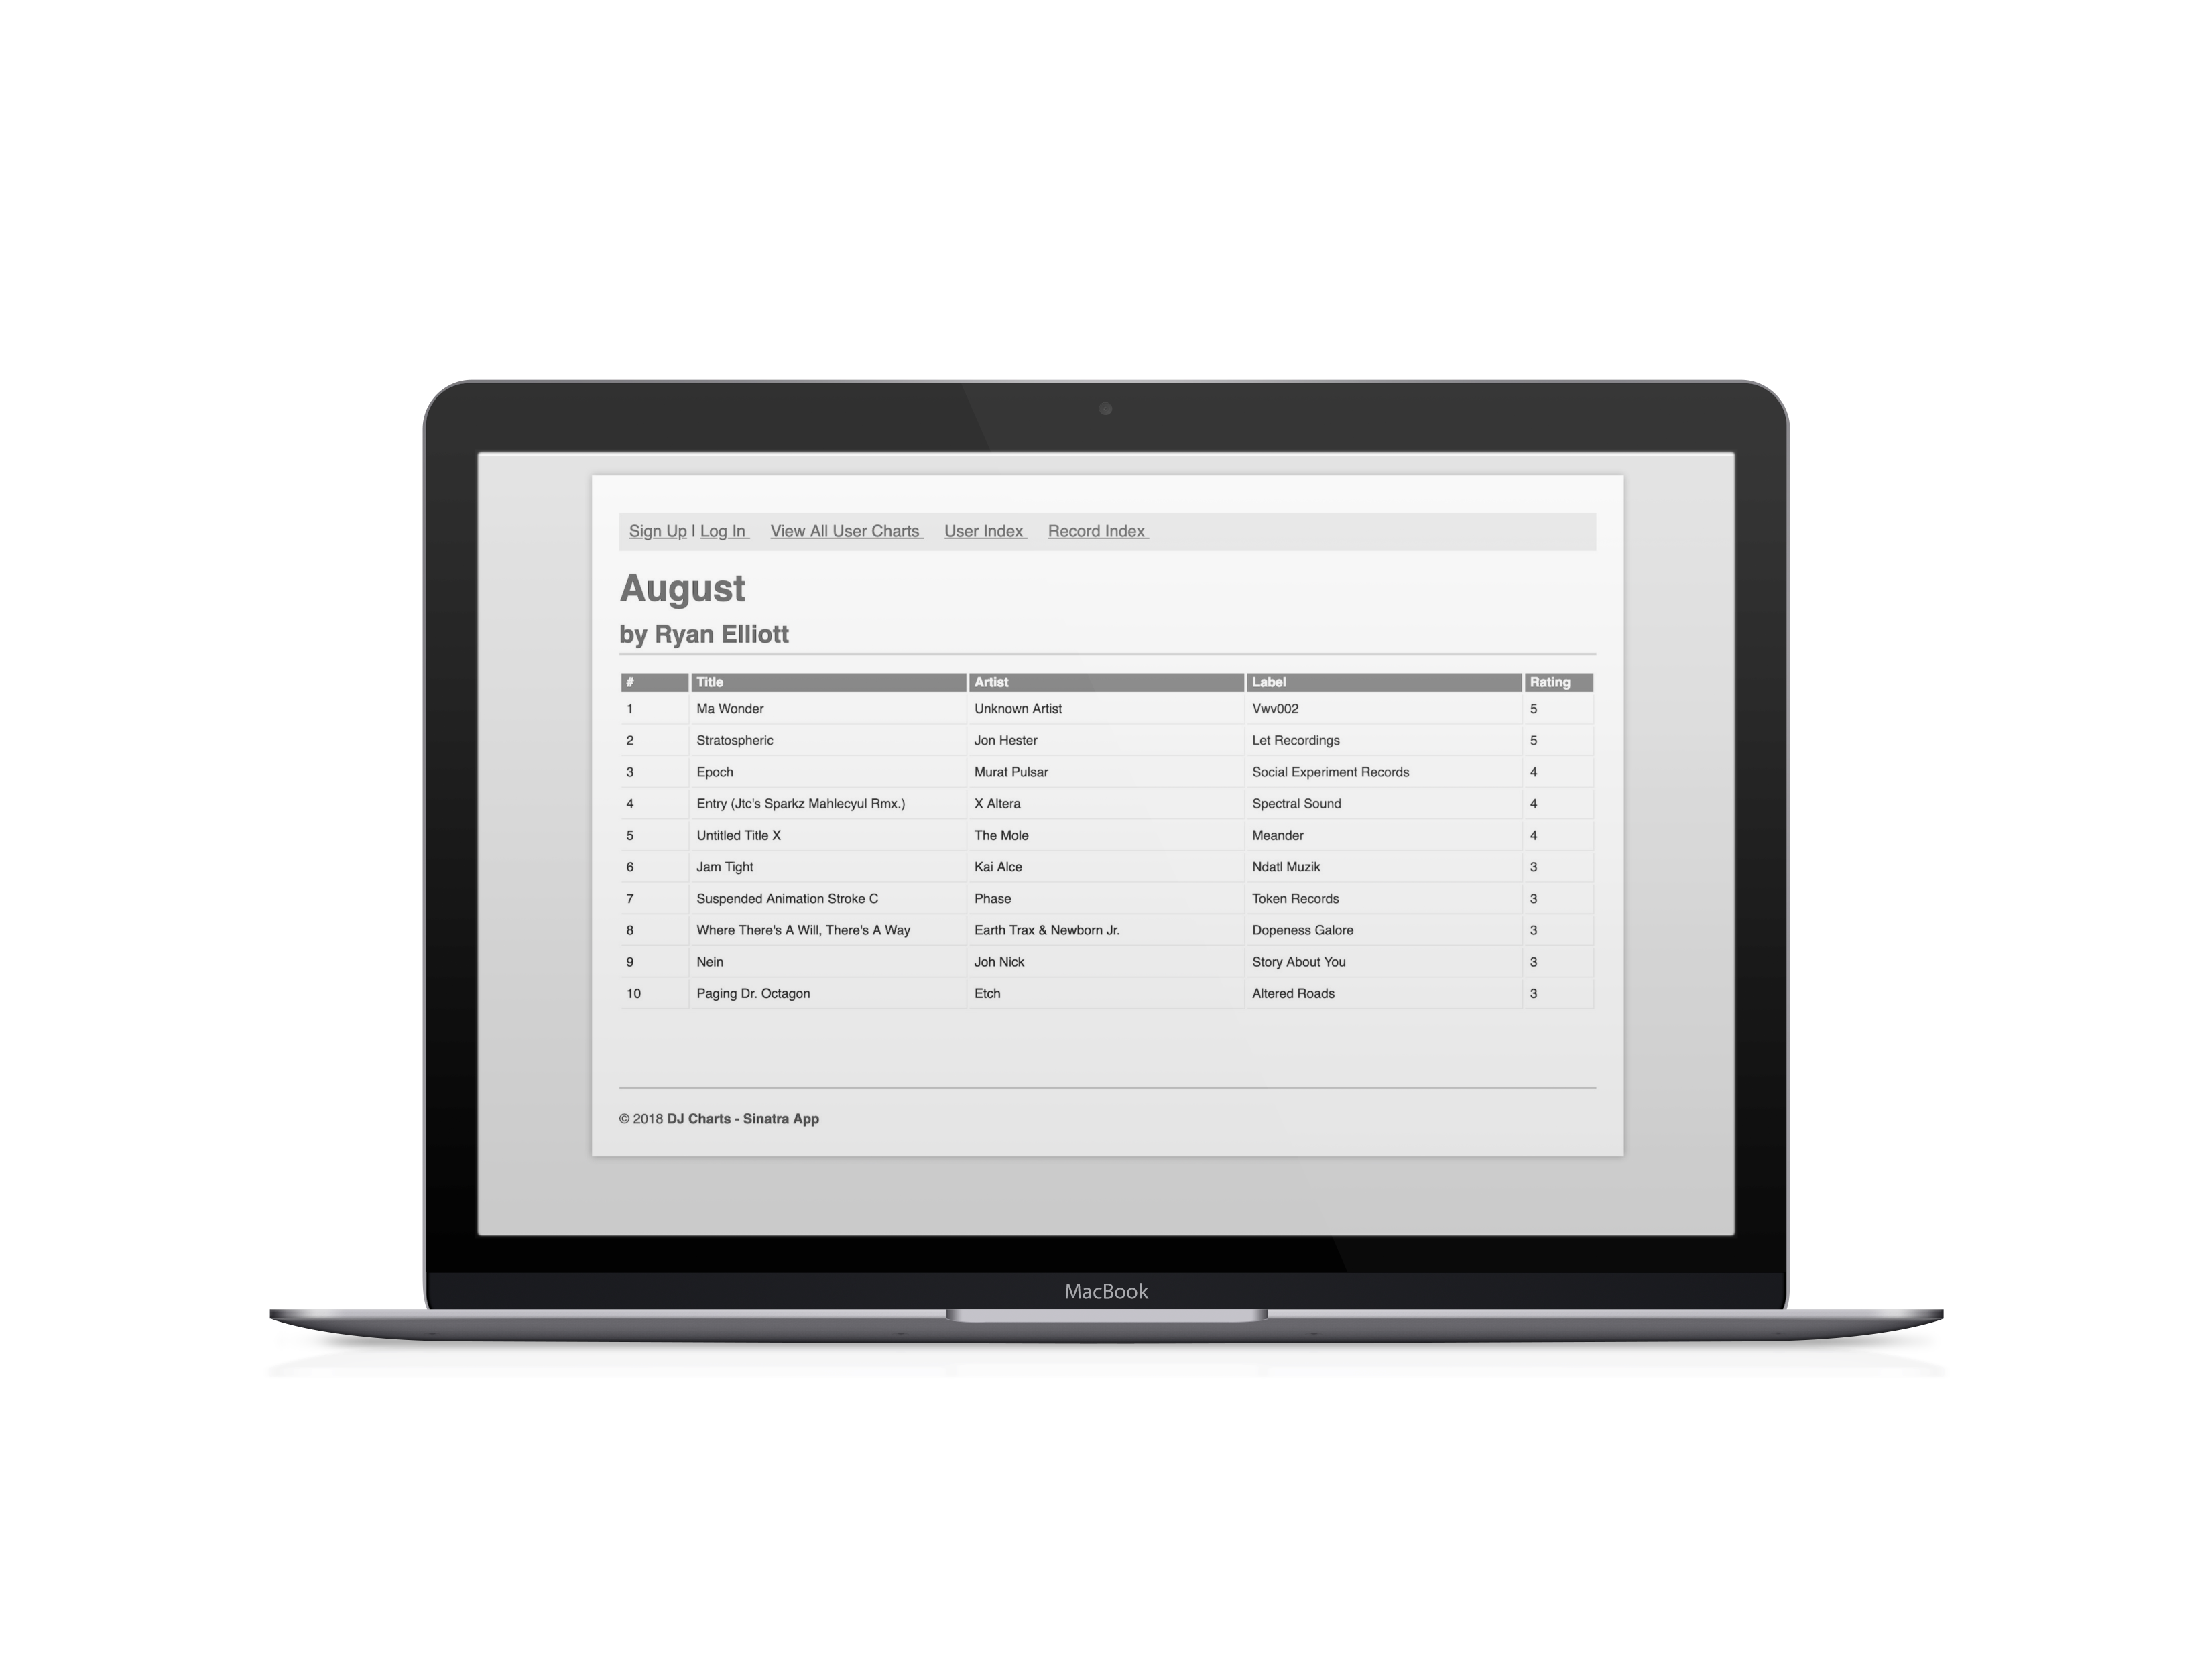 Sign Up | Log In View All User Charts User Index Record Index
August
by Ryan Elliott
# Title Artist Label Rating
1 Ma Wonder Unknown Artist Vwv002 5
2 Stratospheric Jon Hester Let Recordings 5
3 Epoch Murat Pulsar Social Experiment Records 4
4 Entry (Jtc's Sparkz Mahlecyul Rmx.) X Altera Spectral Sound 4
5 Untitled Title X The Mole Meander 4
6 Jam Tight Kai Alce Ndatl Muzik 3
7 Suspended Animation Stroke C Phase Token Records 3
8 Where There's A Will, There's A Way Earth Trax & Newborn Jr. Dopeness Galore 3
9 Nein Joh Nick Story About You 3
10 Paging Dr. Octagon Etch Altered Roads 3
© 2018 DJ Charts - Sinatra App
MacBook